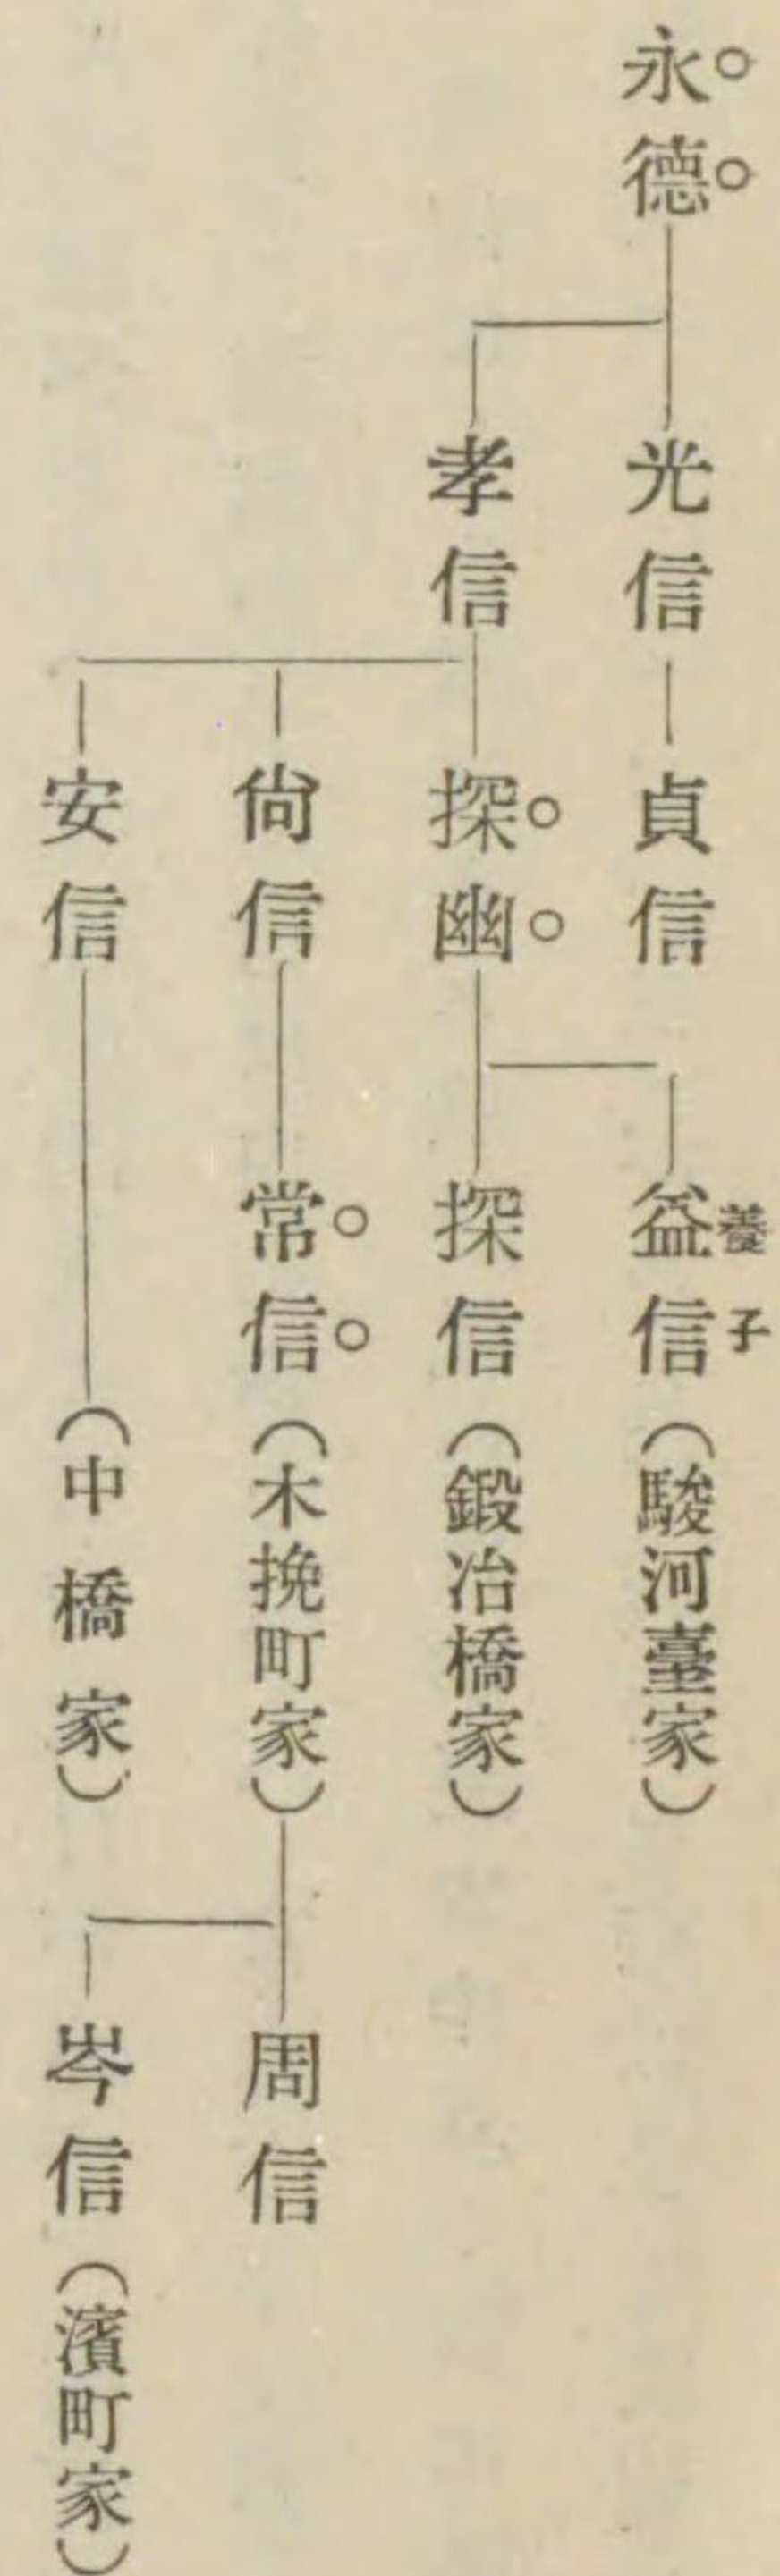 永德
光信
貞信
養子
益信(駿河臺家)
孝信
探幽
探信(鍛冶橋家)
尙信
常信(木挽町家)
周信
安信
(中橋家)
岑信(濱町家)